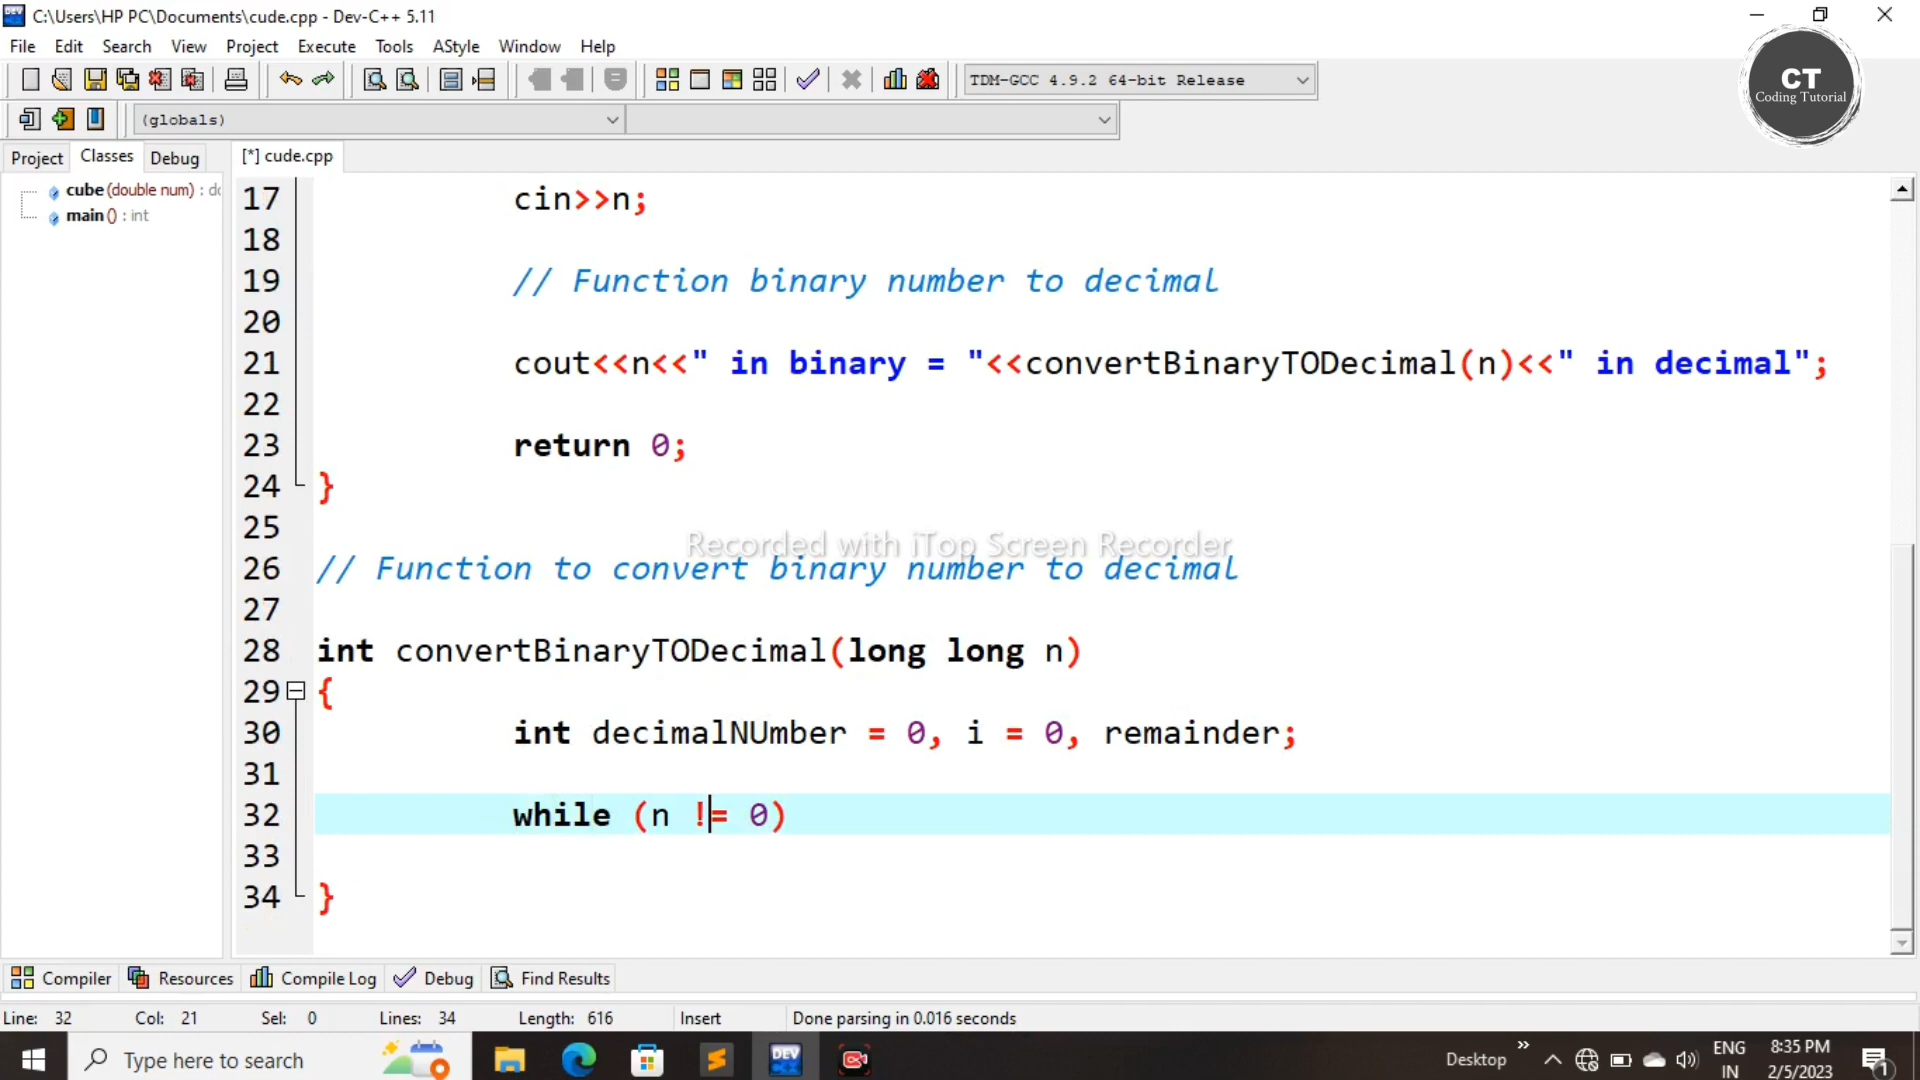 C:\Users\HP PC\Documents\cude.cpp - Dev-C++ 5.11
File Edit Search View Project Execute Tools AStyle Window Help
TDM-GCC 4.9.2 64-bit Release
CT
Coding Tutorial
(globals)
Project Classes Debug
[*] cude.cpp
cube (double num) : dc
main () : int
17 cin>>n;
18
19 // Function binary number to decimal
20
21 cout<<n<<" in binary = "<<convertBinaryTODecimal(n)<<" in decimal";
22
23 return 0;
24 }
25
Recorded with iTop Screen Recorder
26 // Function to convert binary number to decimal
27
28 int convertBinaryTODecimal(long long n)
29 {
30 int decimalNUmber = 0, i = 0, remainder;
31
32 while (n != 0)
33
34 }
Compiler Resources Compile Log Debug Find Results
Line: 32 Col: 21 Sel: 0 Lines: 34 Length: 616 Insert Done parsing in 0.016 seconds
Type here to search
DEV
Desktop
ENG
IN
8:35 PM
2/5/2023
1